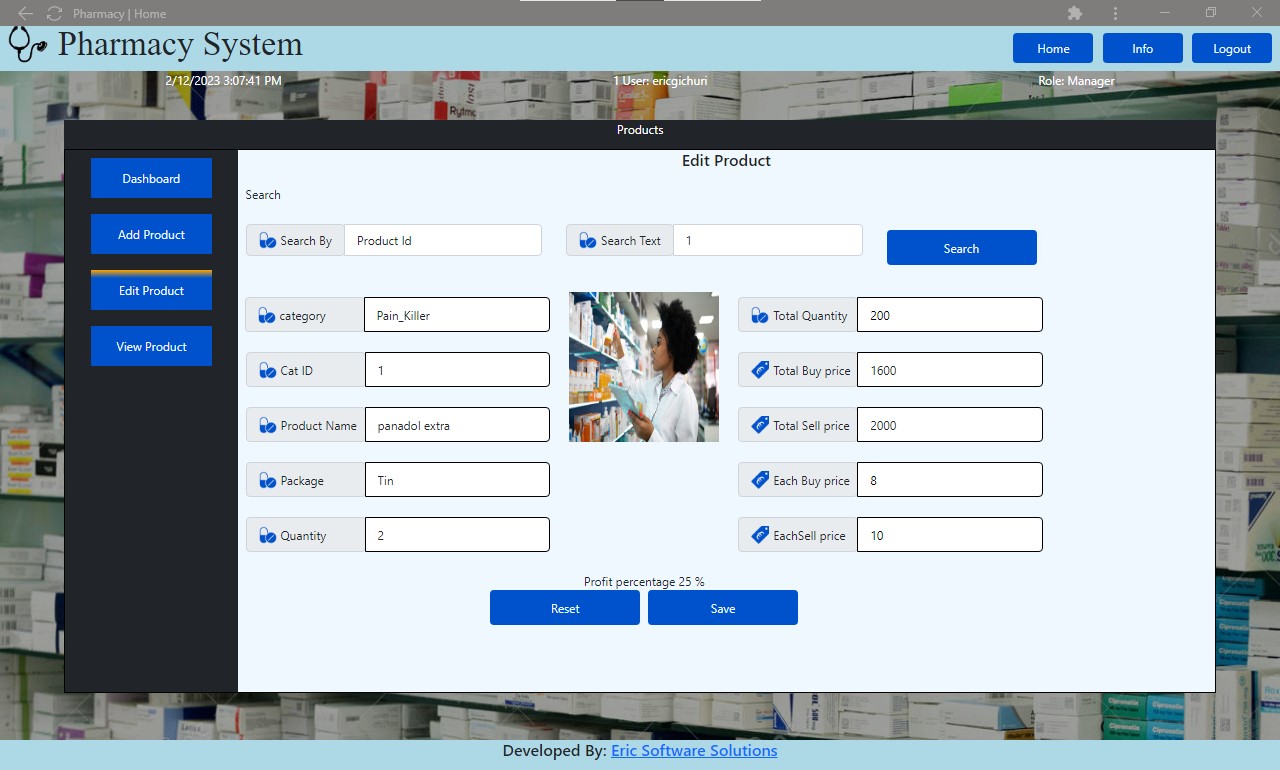 Pharmacy | Home
Pharmacy System
Home
Info
Logout
2/12/2023 3:07:41 PM
1 User: ericgichuri
Role: Manager
Products
Dashboard
Add Product
Edit Product
View Product
Edit Product
Search
Search By Product Id
Search Text 1
Search
category Pain_Killer
Cat ID 1
Product Name panadol extra
Package Tin
Quantity 2
Total Quantity 200
Total Buy price 1600
Total Sell price 2000
Each Buy price 8
EachSell price 10
Profit percentage 25 %
Reset
Save
Cipronatin
Cipronatin
Cipronatin
Developed By: Eric Software Solutions